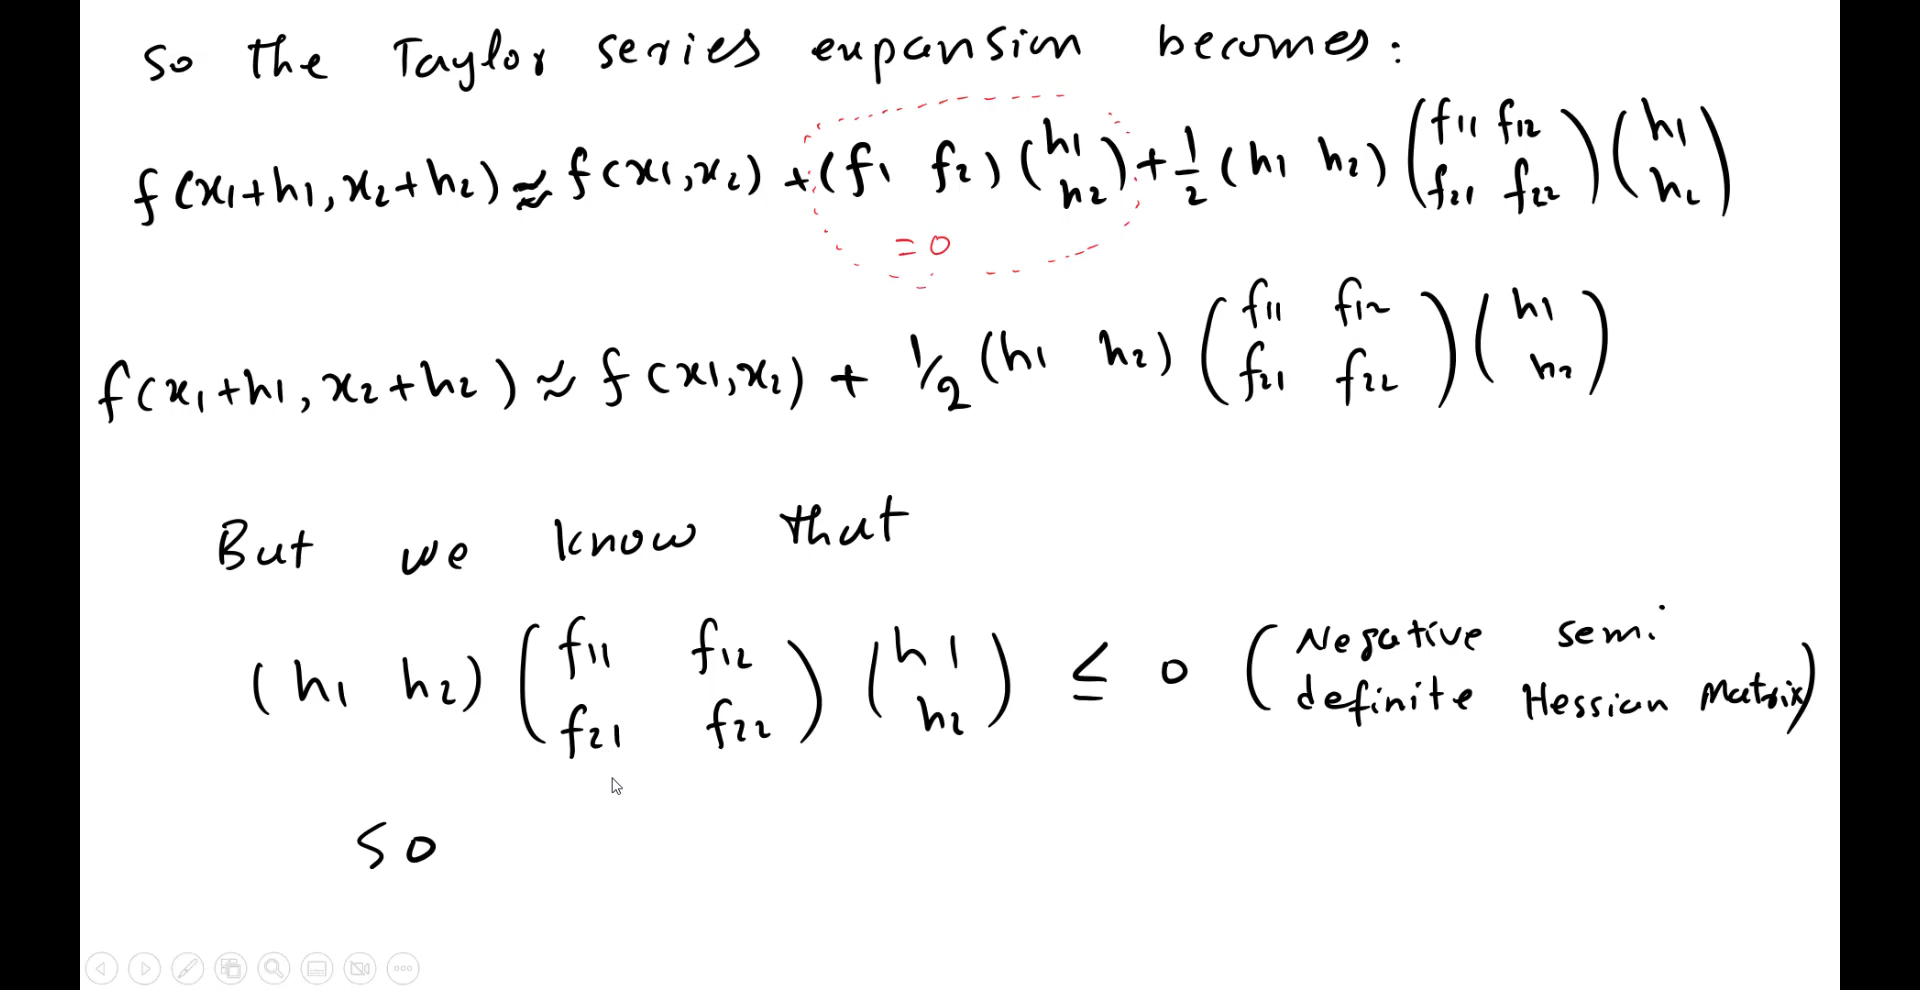 So the Taylor series expansion becomes:
f(x1+h1, x2+h2) ≈ f(x1,x2) + (f1 f2) (h1 h2) + 1/2 (h1 h2) (f11 f12 f21 f22) (h1 h2)
= 0
f(x1+h1, x2+h2) ≈ f(x1,x2) + 1/2 (h1 h2) (f11 f12 f21 f22) (h1 h2)
But we know that
(h1 h2) (f11 f12 f21 f22) (h1 h2) ≤ 0 (Negative semi
definite Hessian Matrix)
So